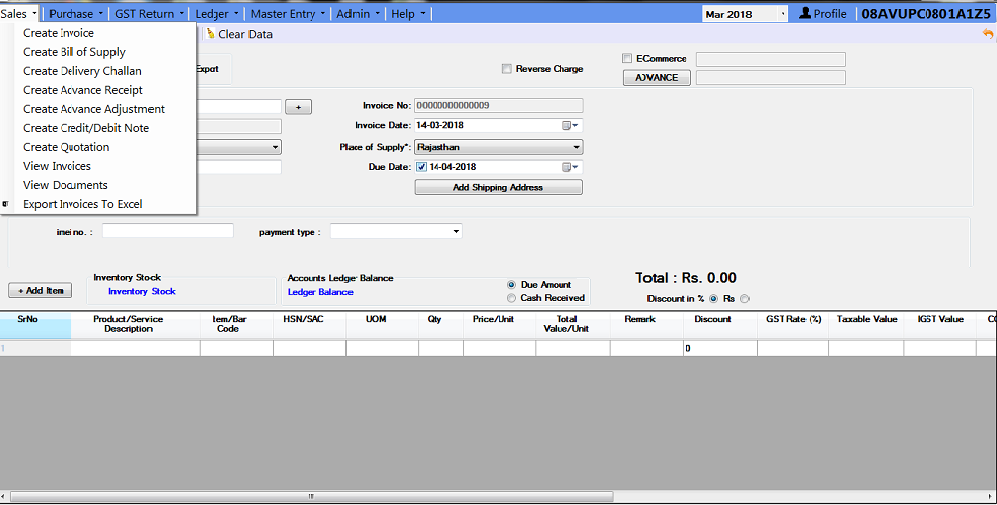 Sales Purchase GST Return Ledger Master Entry Admin Help Mar 2018 Profile 08AVUPC0801A1Z5
Create Invoice
Clear Data
Create Bill of Supply
ECommerce
Create Delivery Challan
Export
Reverse Charge
ADVANCE
Create Advance Receipt
Create Advance Adjustment
+
Invoice No: 00000000000009
Create Credit/Debit Note
Invoice Date: 14-03-2018
Create Quotation
Place of Supply*: Rajasthan
View Invoices
Due Date: 14-04-2018
View Documents
Add Shipping Address
Export Invoices To Excel
imei no. :
payment type :
Inventory Stock
Accounts Ledger Balance
Total : Rs. 0.00
+ Add Item
Inventory Stock
Ledger Balance
Due Amount
Cash Received
Discount in % Rs
SrNo Product/Service Description Item/Bar Code HSN/SAC UOM Qty Price/Unit Total Value/Unit Remark Discount GST Rate (%) Taxable Value IGST Value
1 0